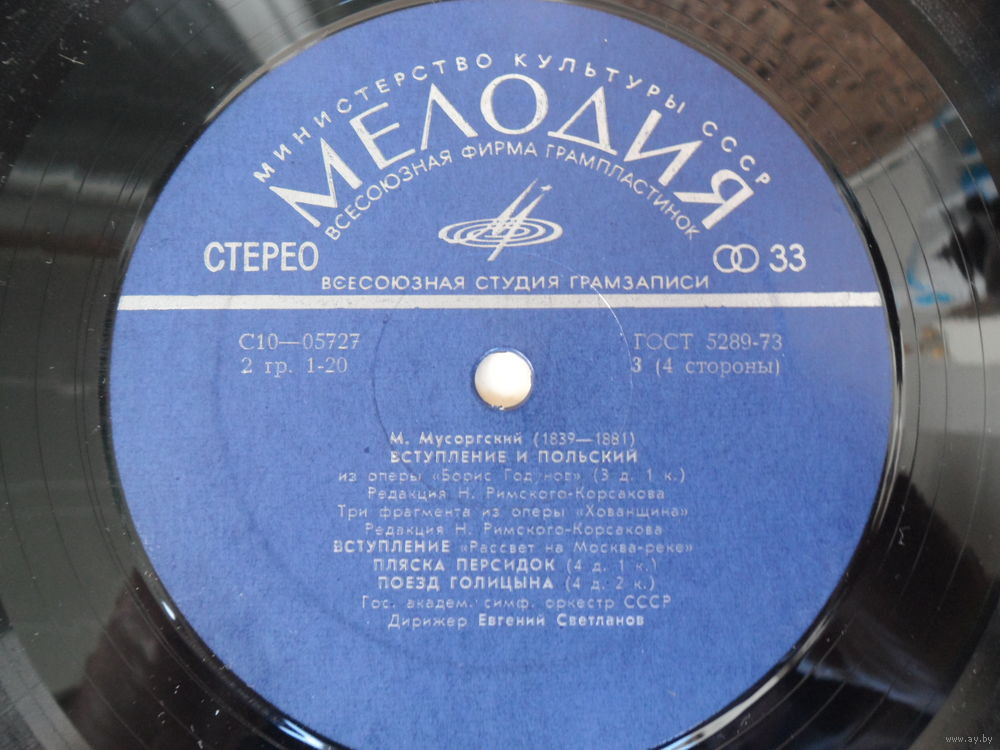 МИНИСТЕРСТВО КУЛЬТУРЫ СССР
МЕЛОДИЯ
ВСЕСОЮЗНАЯ ФИРМА ГРАМПЛАСТИНОК
СТЕРЕО
33
ВСЕСОЮЗНАЯ СТУДИЯ ГРАМЗАПИСИ
С10—05727
ГОСТ 5289-73
2 гр. 1-20
3 (4 стороны)
М. Мусоргский (1839—1881)
ВСТУПЛЕНИЕ И ПОЛЬСКИЙ
из оперы «Борис Годунов» (3 д. 1 к.)
Редакция Н. Римского-Корсакова
Три фрагмента из оперы «Хованщина»
Редакция Н. Римского-Корсакова
ВСТУПЛЕНИЕ «Рассвет на Москва-реке»
ПЛЯСКА ПЕРСИДОК (4 д. 1 к.)
ПОЕЗД ГОЛИЦЫНА (4 д. 2 к.)
Гос. академ. симф. оркестр СССР
Дирижер Евгений Светланов
www.ay.by